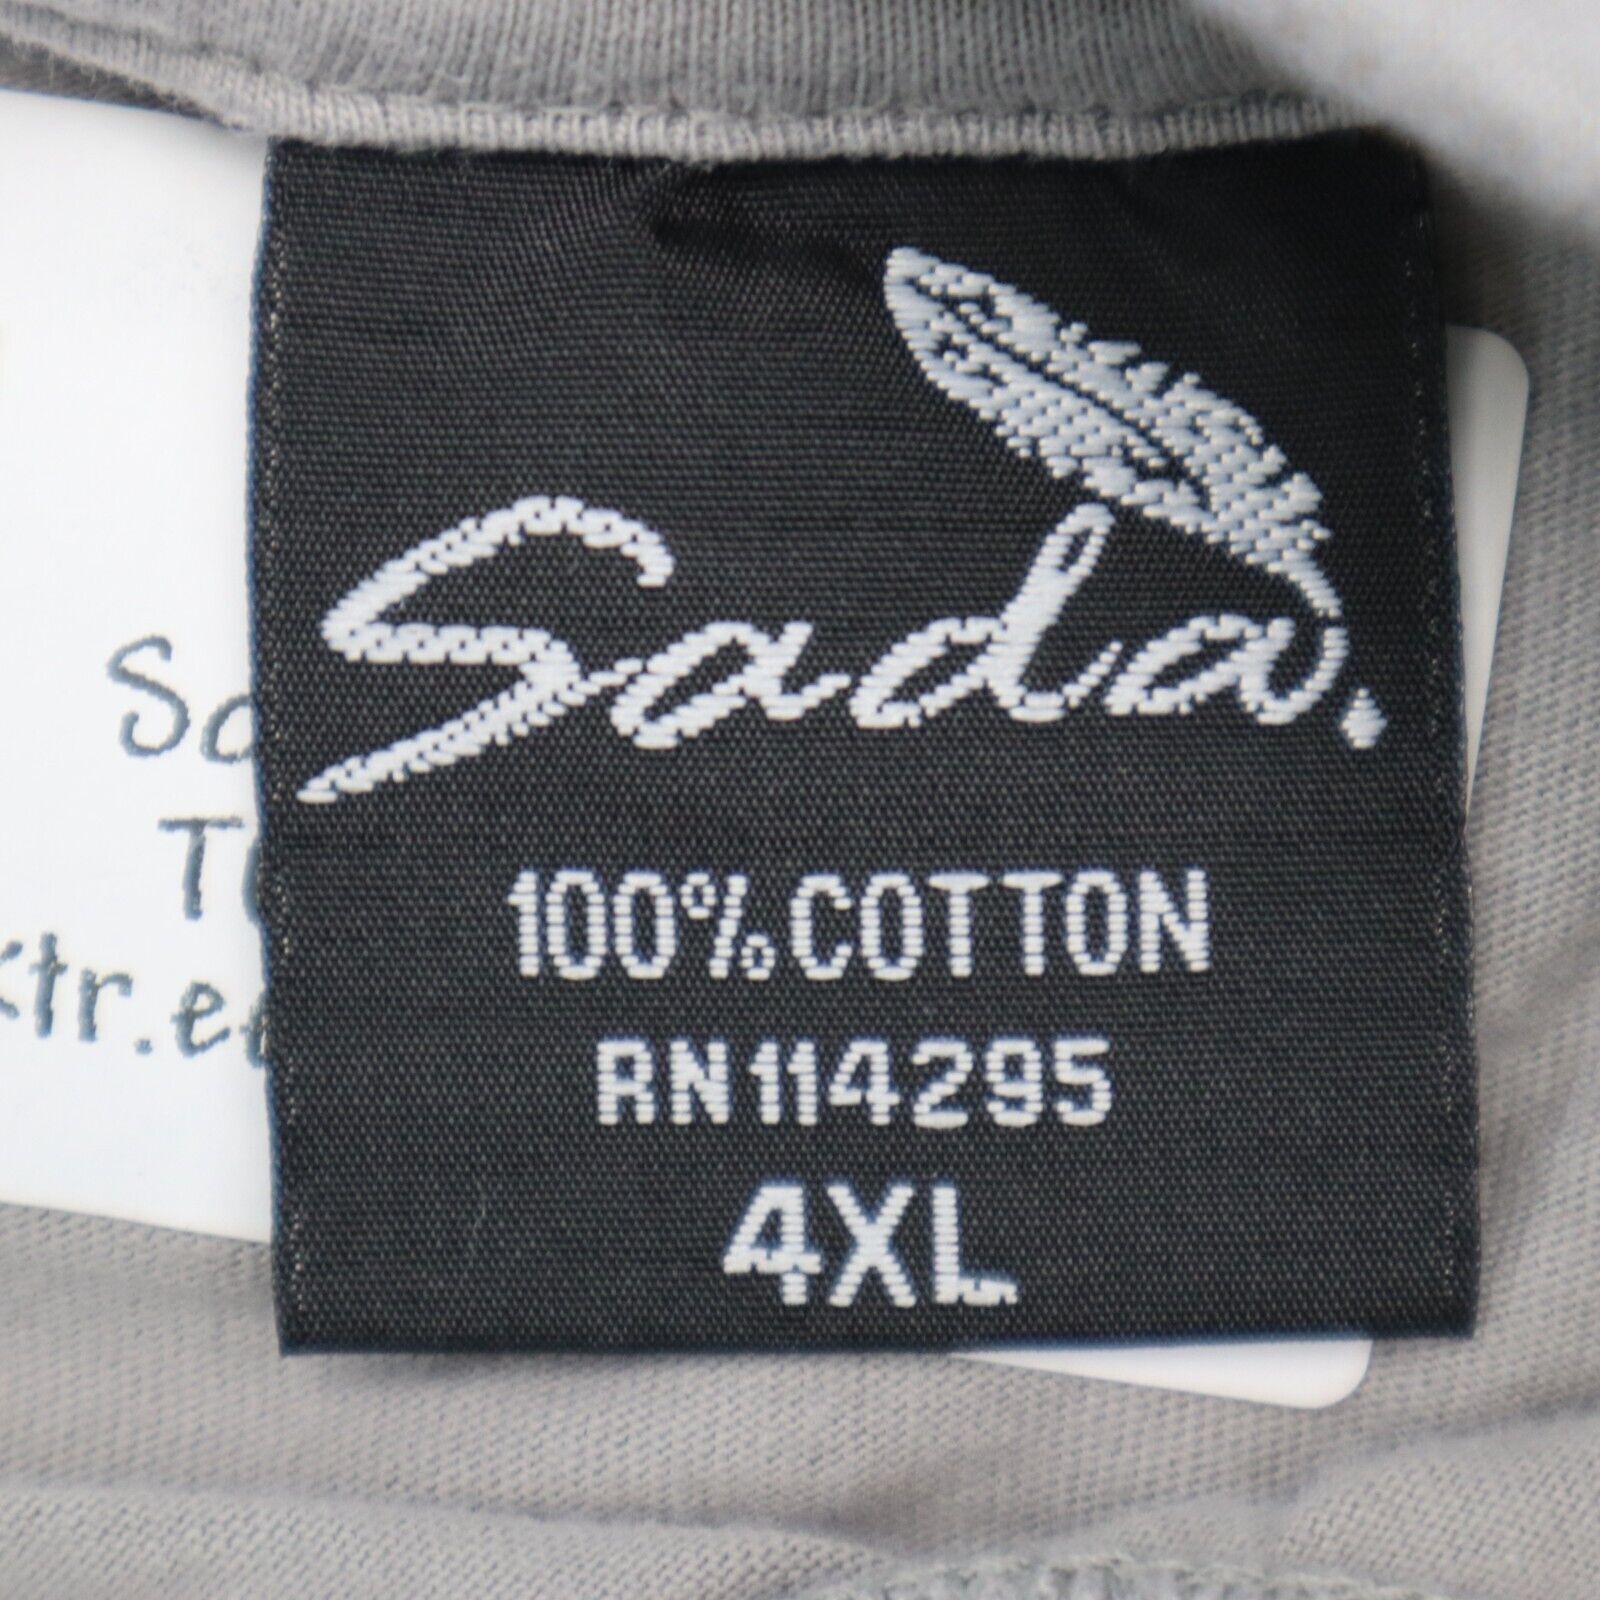 Sada.
100% COTTON
RN114295
4XL